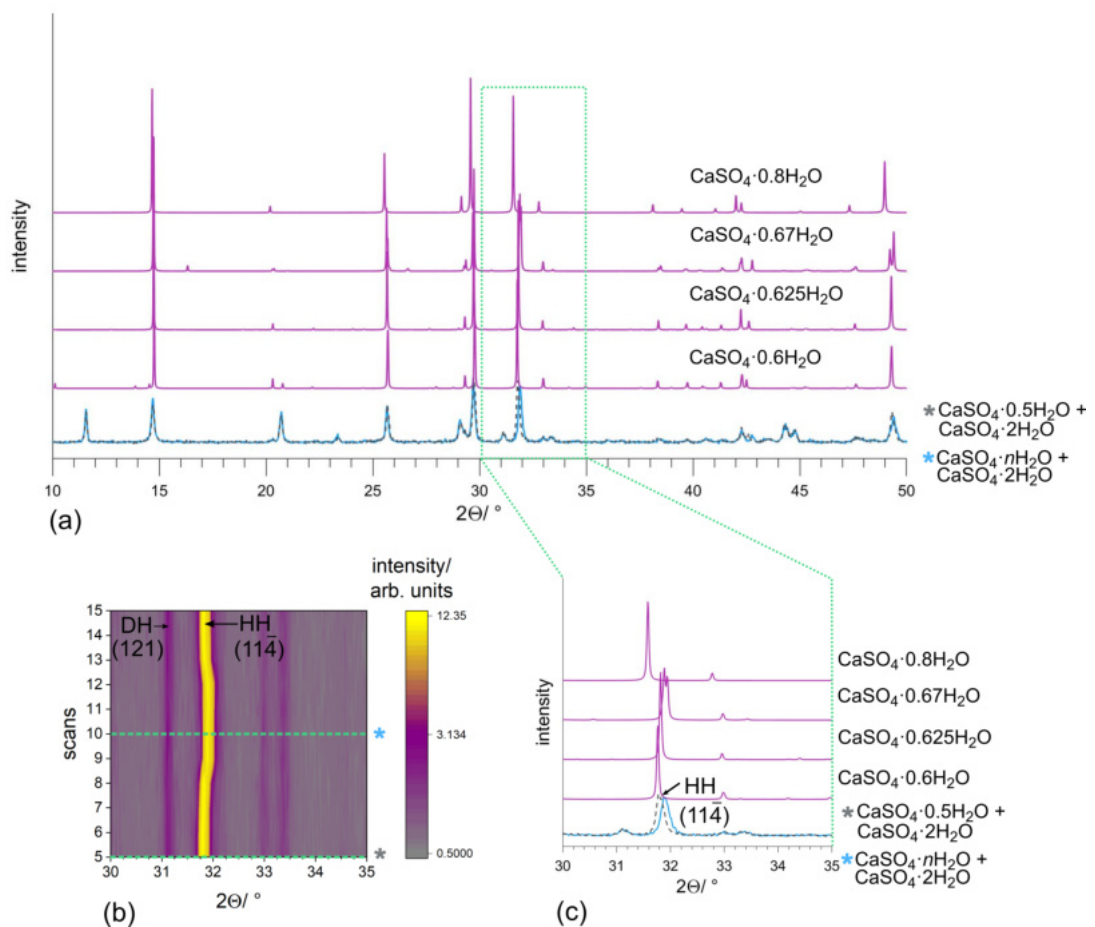 intensity
CaSO₄·0.8H₂O
CaSO₄·0.67H₂O
CaSO₄·0.625H₂O
CaSO₄·0.6H₂O
* CaSO₄·0.5H₂O +
CaSO₄·2H₂O
* CaSO₄·nH₂O +
CaSO₄·2H₂O
10 15 20 25 30 35 40 45 50
2Θ/ °
(a)
intensity/
arb. units
15
14
13
12
11
10
9
8
7
6
5
scans
DH HH
(121) (114̄)
*
*
12.35
3.134
0.5000
30 31 32 33 34 35
2Θ/ °
(b)
intensity
CaSO₄·0.8H₂O
CaSO₄·0.67H₂O
CaSO₄·0.625H₂O
CaSO₄·0.6H₂O
HH
(114̄)
* CaSO₄·0.5H₂O +
CaSO₄·2H₂O
* CaSO₄·nH₂O +
CaSO₄·2H₂O
30 31 32 33 34 35
2Θ/ °
(c)